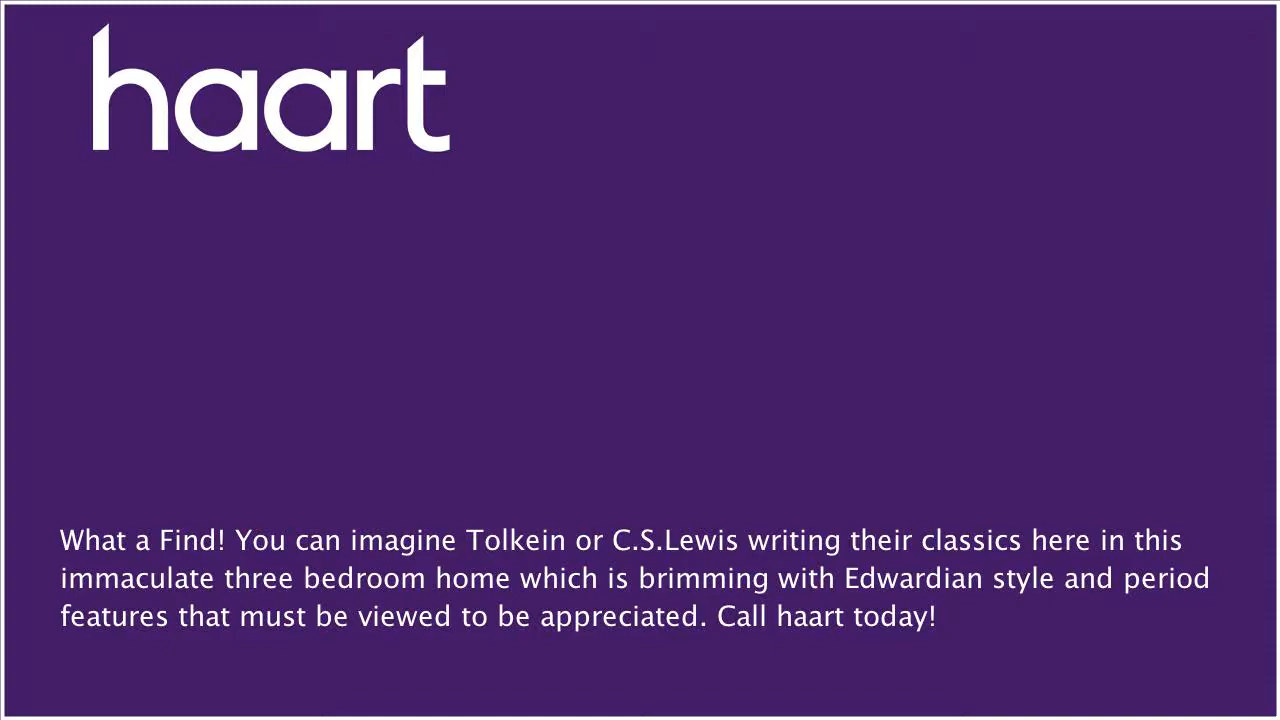 haart
What a Find! You can imagine Tolkein or C.S.Lewis writing their classics here in this
immaculate three bedroom home which is brimming with Edwardian style and period
features that must be viewed to be appreciated. Call haart today!